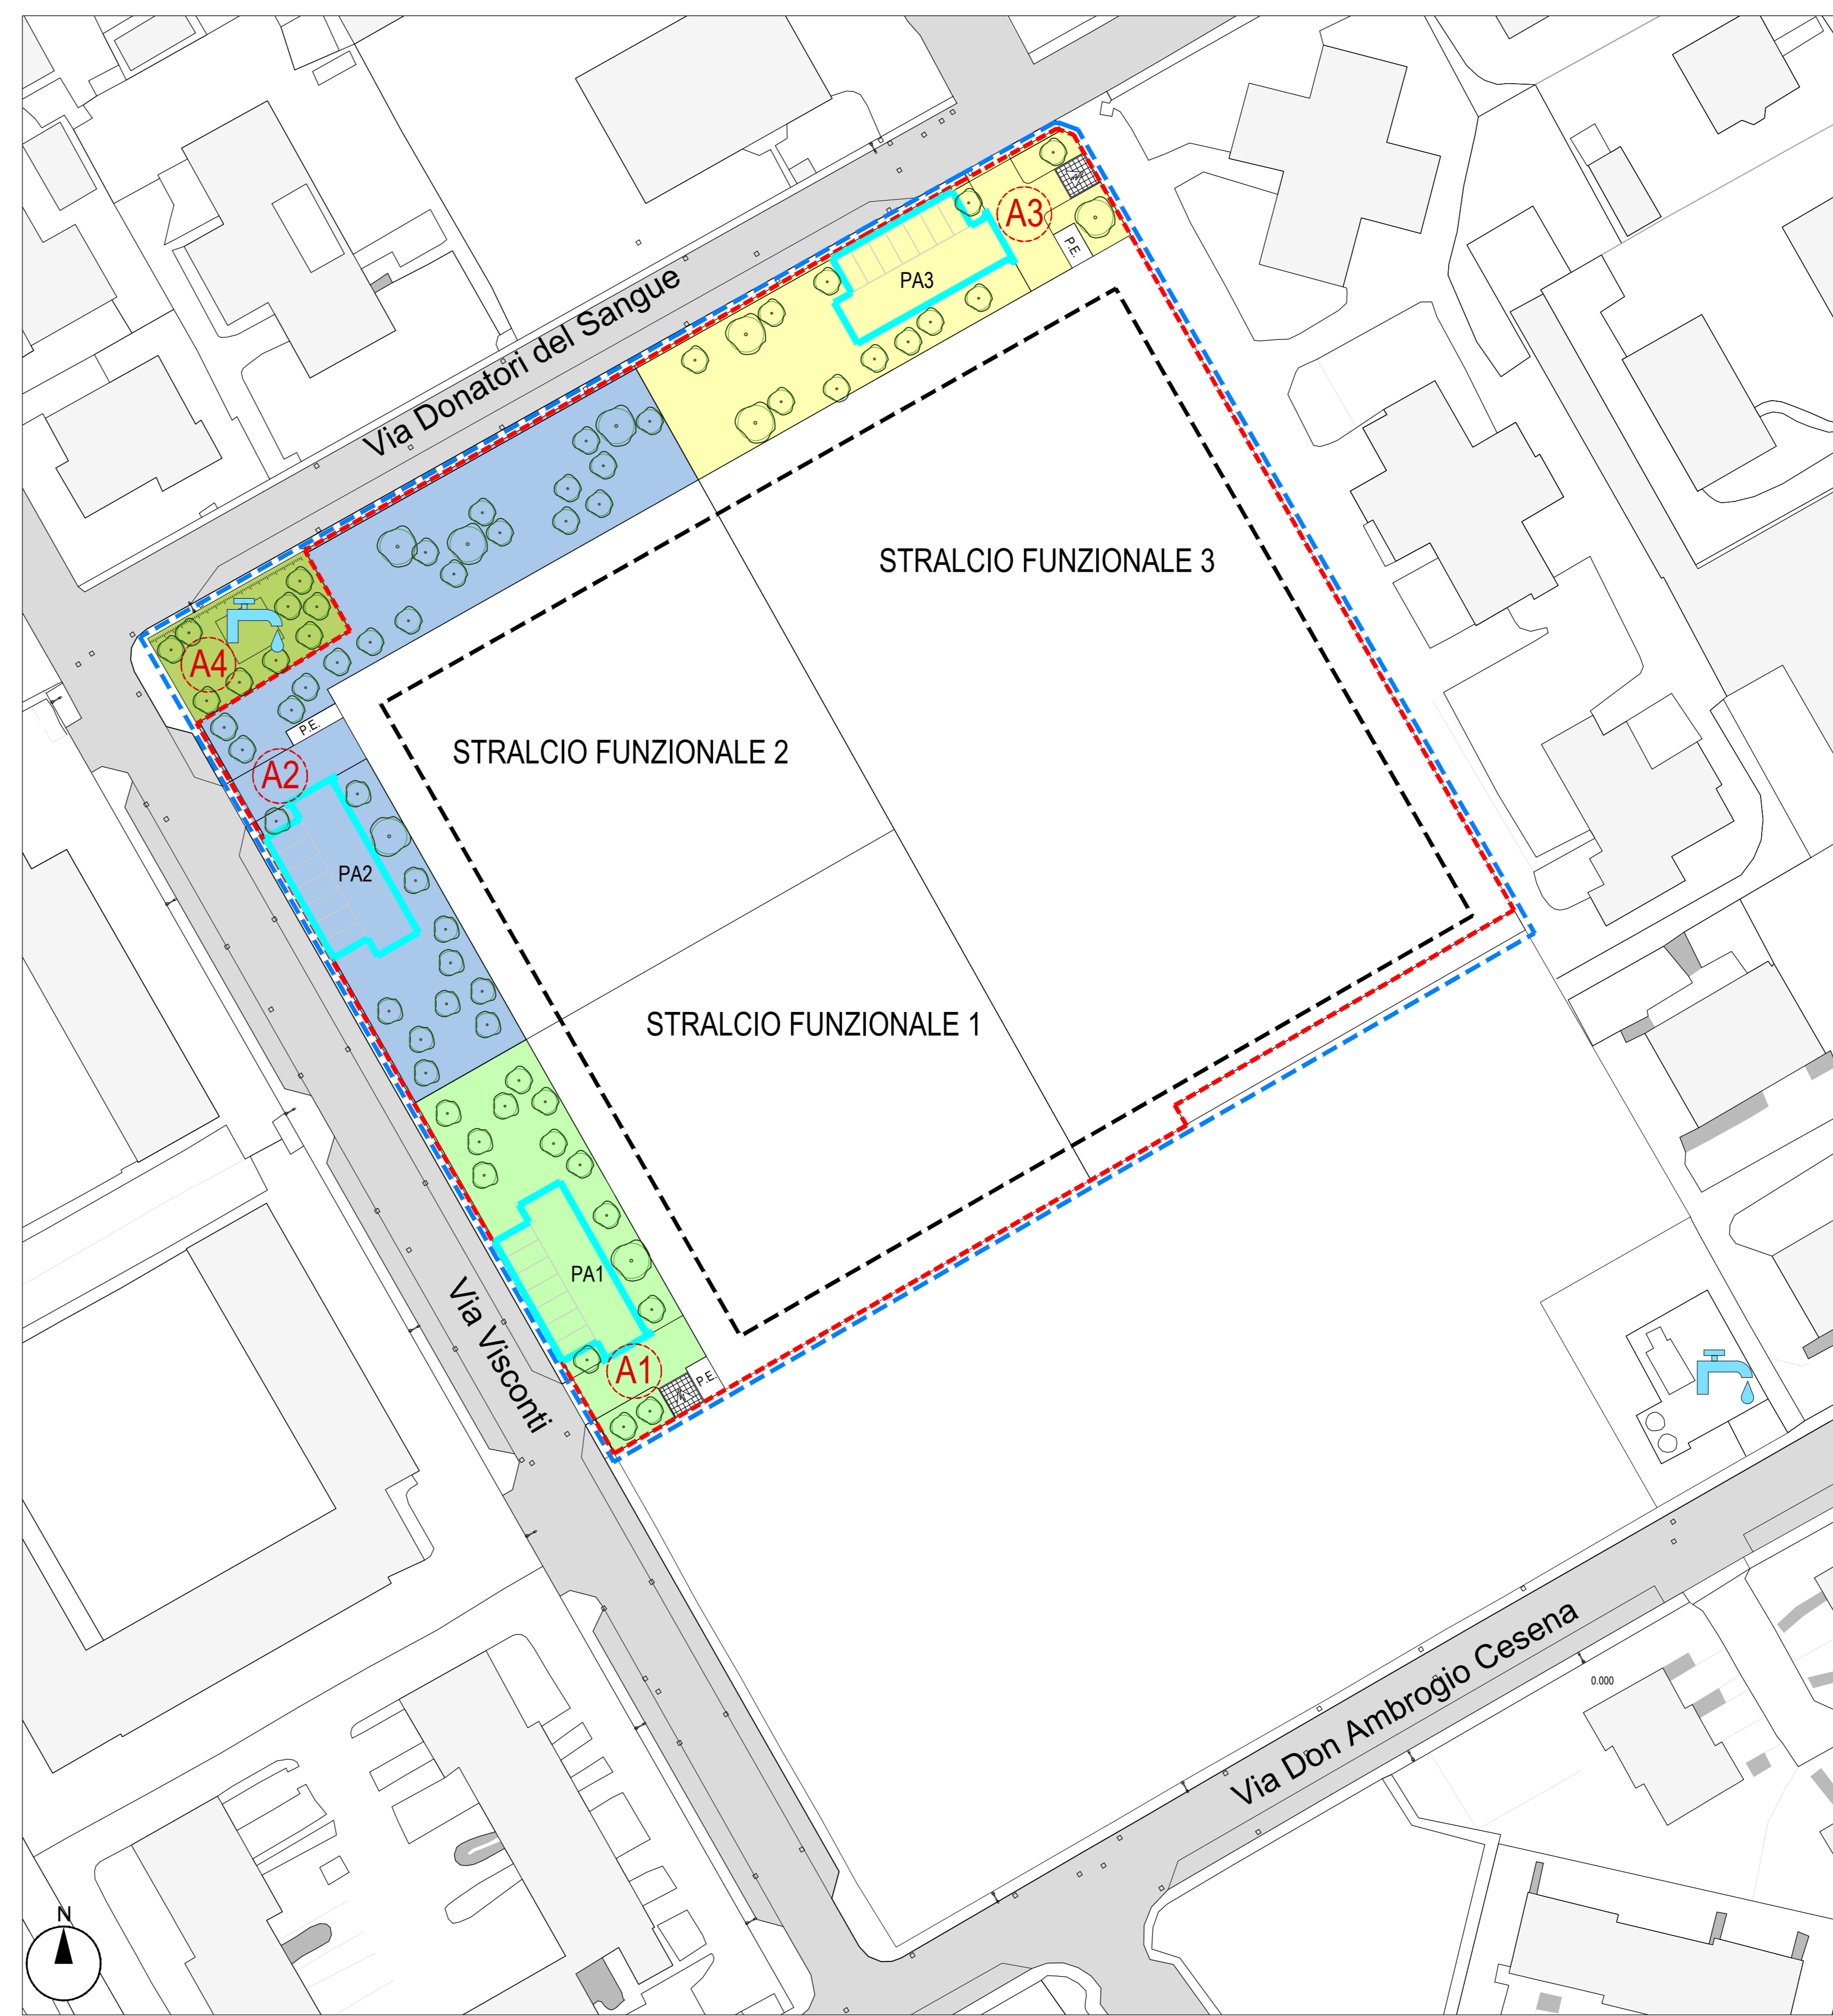 A3
P.E.
PA3
Via Donatori del Sangue
STRALCIO FUNZIONALE 3
A4
P.E.
A2
STRALCIO FUNZIONALE 2
PA2
STRALCIO FUNZIONALE 1
PA1
Via Visconti
A1
P.E.
Via Don Ambrogio Cesena
0.000
N